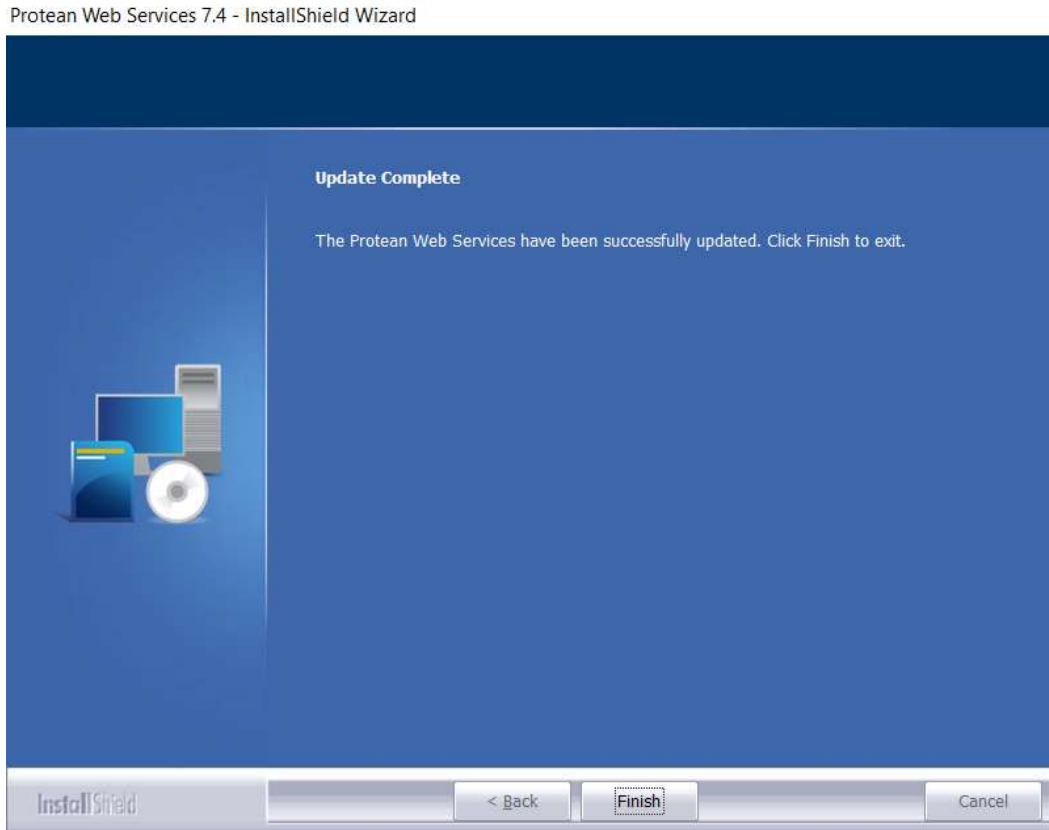 Protean Web Services 7.4 - InstallShield Wizard
Update Complete
The Protean Web Services have been successfully updated. Click Finish to exit.
InstallShield
< Back
Finish
Cancel